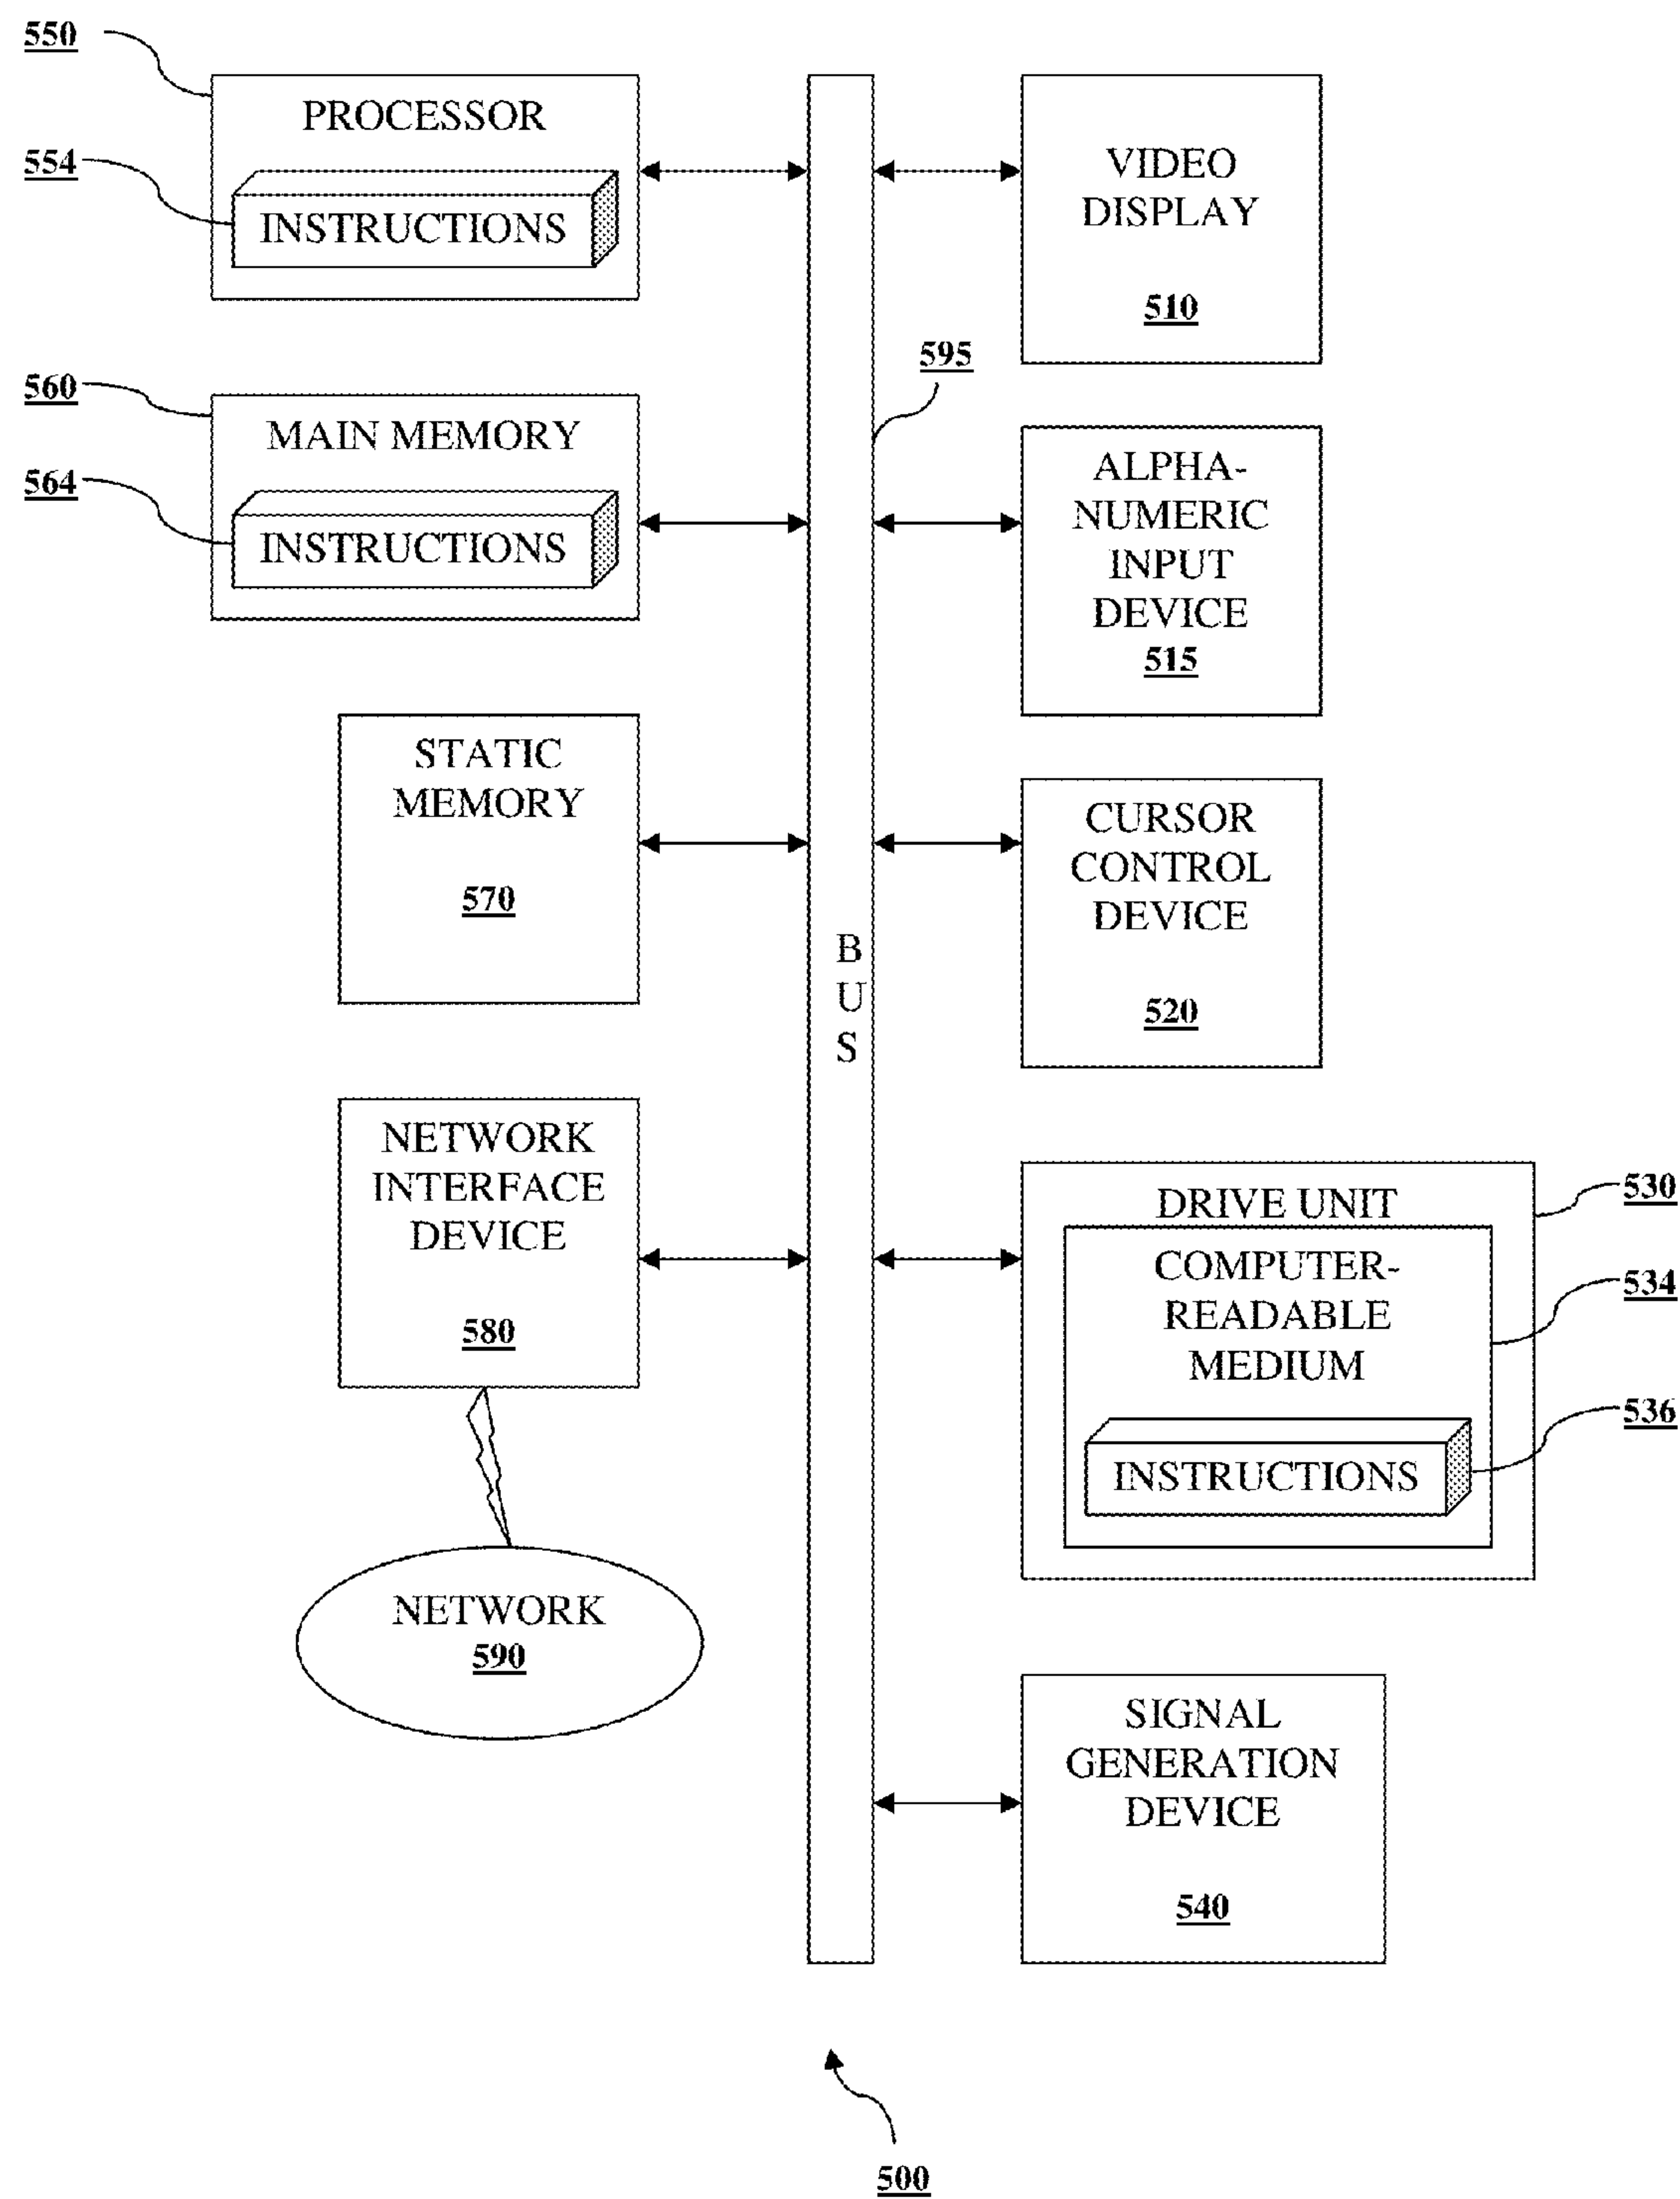 550
PROCESSOR
554
INSTRUCTIONS
560
MAIN MEMORY
564
INSTRUCTIONS
STATIC
MEMORY
570
NETWORK
INTERFACE
DEVICE
580
NETWORK
590
B
U
S
595
VIDEO
DISPLAY
510
ALPHA-
NUMERIC
INPUT
DEVICE
515
CURSOR
CONTROL
DEVICE
520
DRIVE UNIT
530
COMPUTER-
READABLE
MEDIUM
534
INSTRUCTIONS
536
SIGNAL
GENERATION
DEVICE
540
500